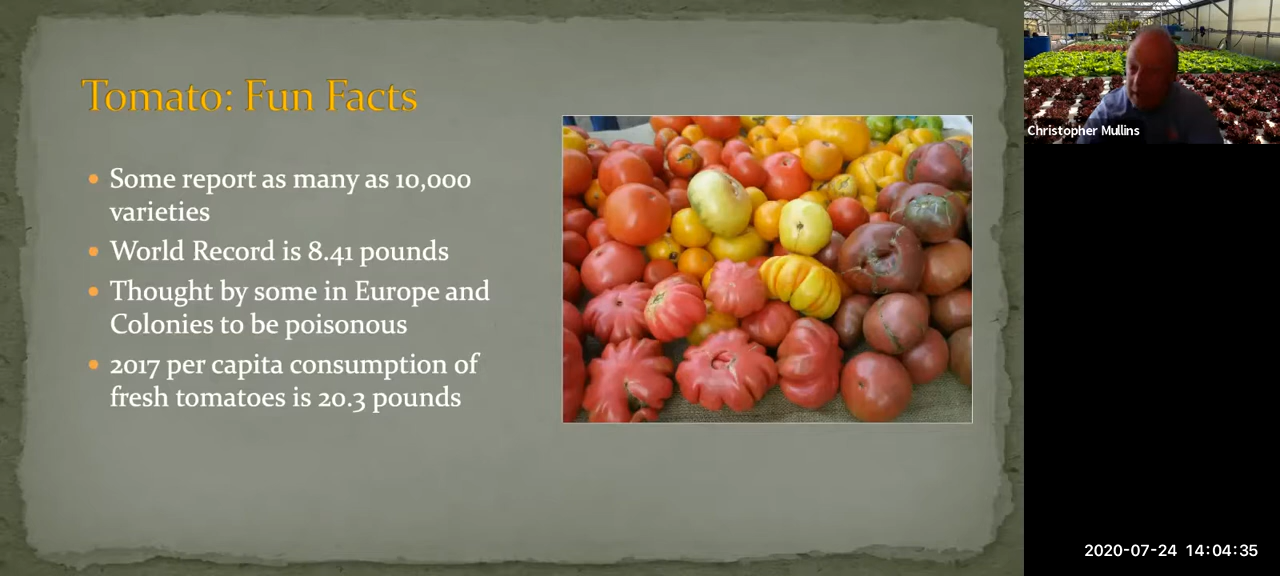 Tomato: Fun Facts
Some report as many as 10,000
varieties
World Record is 8.41 pounds
Thought by some in Europe and
Colonies to be poisonous
2017 per capita consumption of
fresh tomatoes is 20.3 pounds
Christopher Mullins
2020-07-24 14:04:35